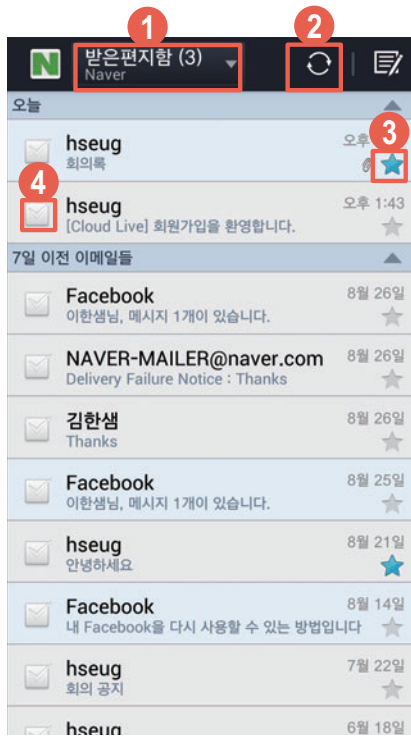 1
2
N
받은편지함 (3)
Naver
오늘
hseug
오후
3
회의록
4
hseug
오후 1:43
[Cloud Live] 회원가입을 환영합니다.
7일 이전 이메일들
Facebook
8월 26일
이한샘님, 메시지 1개이 있습니다.
NAVER-MAILER@naver.com
8월 26일
Delivery Failure Notice : Thanks
김한샘
8월 26일
Thanks
Facebook
8월 25일
이한샘님, 메시지 1개이 있습니다.
hseug
8월 21일
안녕하세요
Facebook
8월 14일
내 Facebook을 다시 사용할 수 있는 방법입니다
hseug
7월 22일
회의 공지
hseug
6월 18일